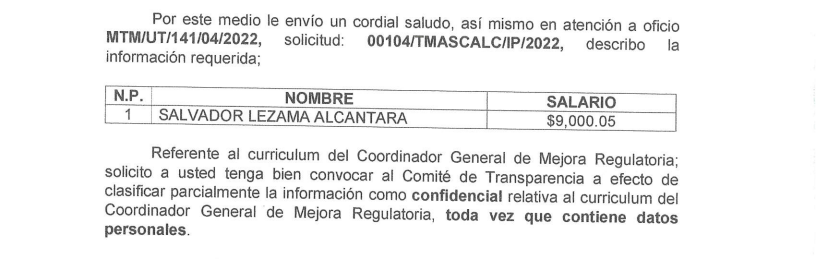 Por este medio le envío un cordial saludo, así mismo en atención a oficio
MTM/UT/141/04/2022, solicitud: 00104/TMASCALC/IP/2022, describo la
información requerida;
N.P. NOMBRE SALARIO
1 SALVADOR LEZAMA ALCANTARA $9,000.05
Referente al curriculum del Coordinador General de Mejora Regulatoria;
solicito a usted tenga bien convocar al Comité de Transparencia a efecto de
clasificar parcialmente la información como confidencial relativa al curriculum del
Coordinador General de Mejora Regulatoria, toda vez que contiene datos
personales.